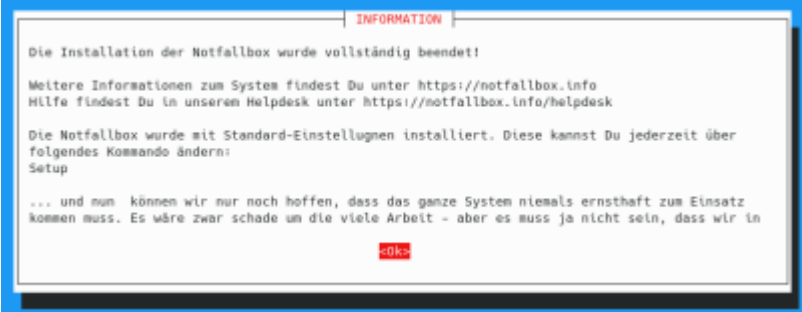 INFORMATION
Die Installation der Notfallbox wurde vollständig beendet!
Weitere Informationen zum System findest Du unter https://notfallbox.info
Hilfe findest Du in unserem Helpdesk unter https://notfallbox.info/helpdesk
Die Notfallbox wurde mit Standard-Einstellugnen installiert. Diese kannst Du jederzeit über
folgendes Kommando ändern:
Setup
... und nun  können wir nur noch hoffen, dass das ganze System niemals ernsthaft zum Einsatz
kommen muss. Es wäre zwar schade um die viele Arbeit - aber es muss ja nicht sein, dass wir in
<Ok>